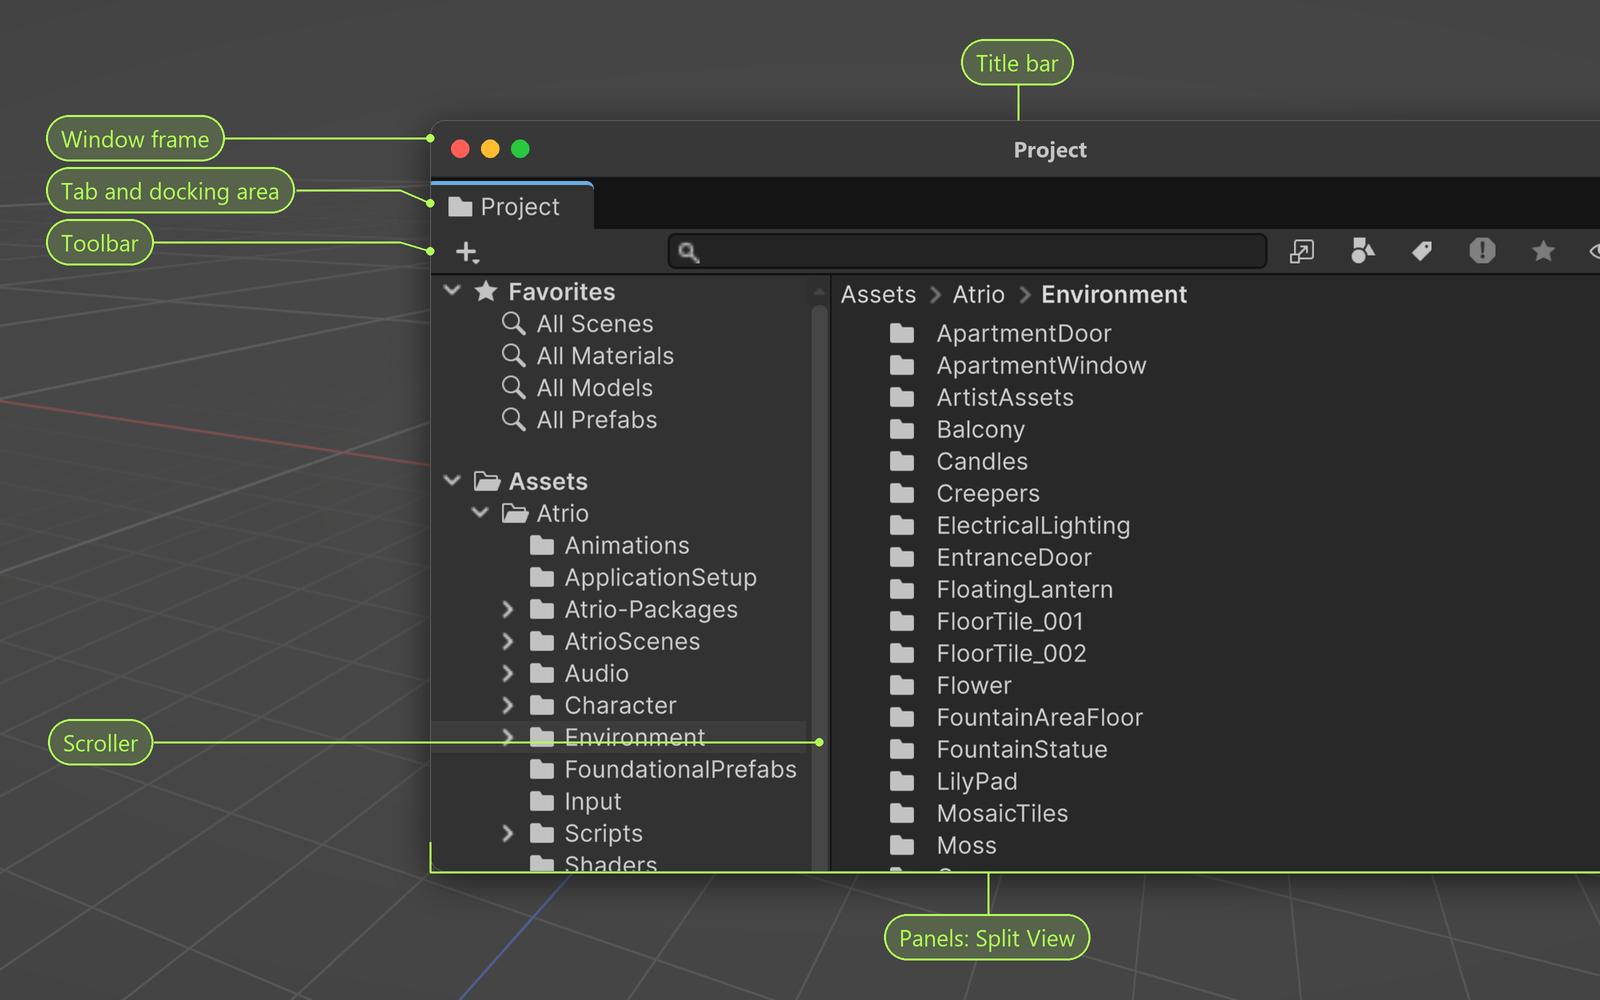 Title bar
Window frame
Project
Tab and docking area
Project
Toolbar
Favorites
All Scenes
All Materials
All Models
All Prefabs
Assets
Atrio
Animations
ApplicationSetup
Atrio-Packages
AtrioScenes
Audio
Character
Environment
FoundationalPrefabs
Input
Scripts
Shaders
Scroller
Assets > Atrio > Environment
ApartmentDoor
ApartmentWindow
ArtistAssets
Balcony
Candles
Creepers
ElectricalLighting
EntranceDoor
FloatingLantern
FloorTile_001
FloorTile_002
Flower
FountainAreaFloor
FountainStatue
LilyPad
MosaicTiles
Moss
Panels: Split View